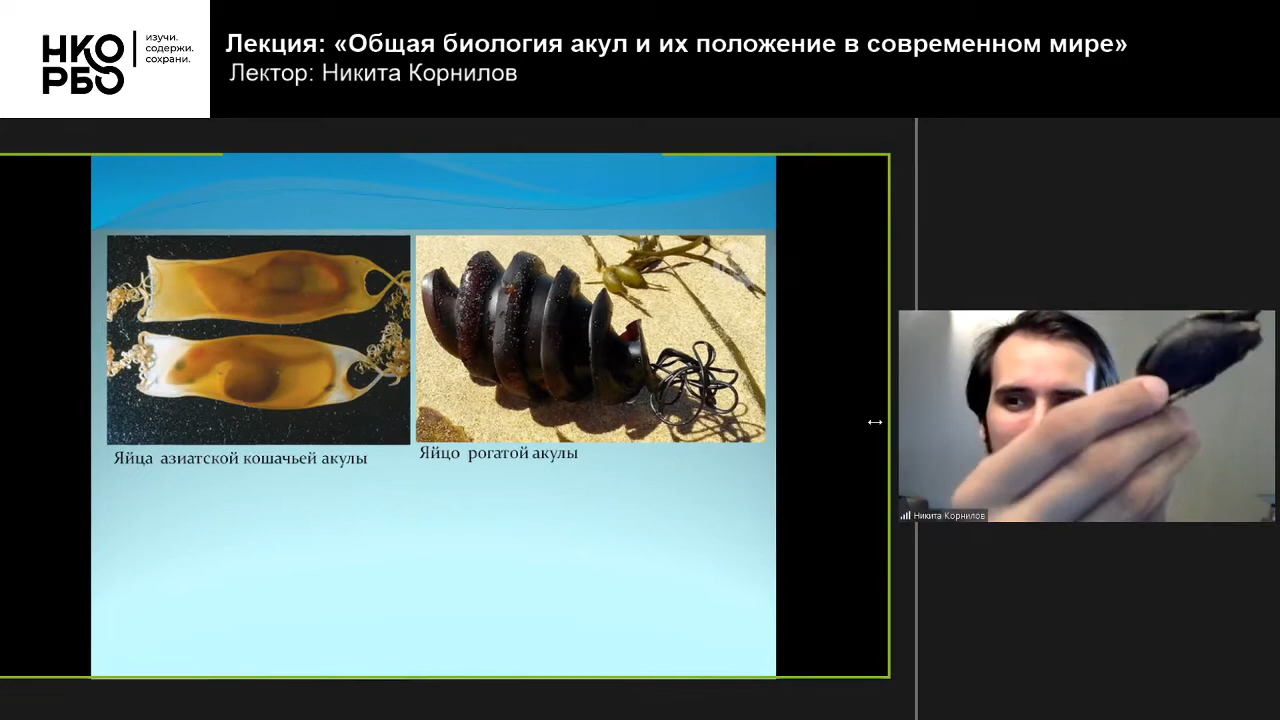 НКО
РБО
изучи.
содержи.
сохрани.
Лекция: «Общая биология акул и их положение в современном мире»
Лектор: Никита Корнилов
Яйца азиатской кошачьей акулы
Яйцо рогатой акулы
Никита Корнилов